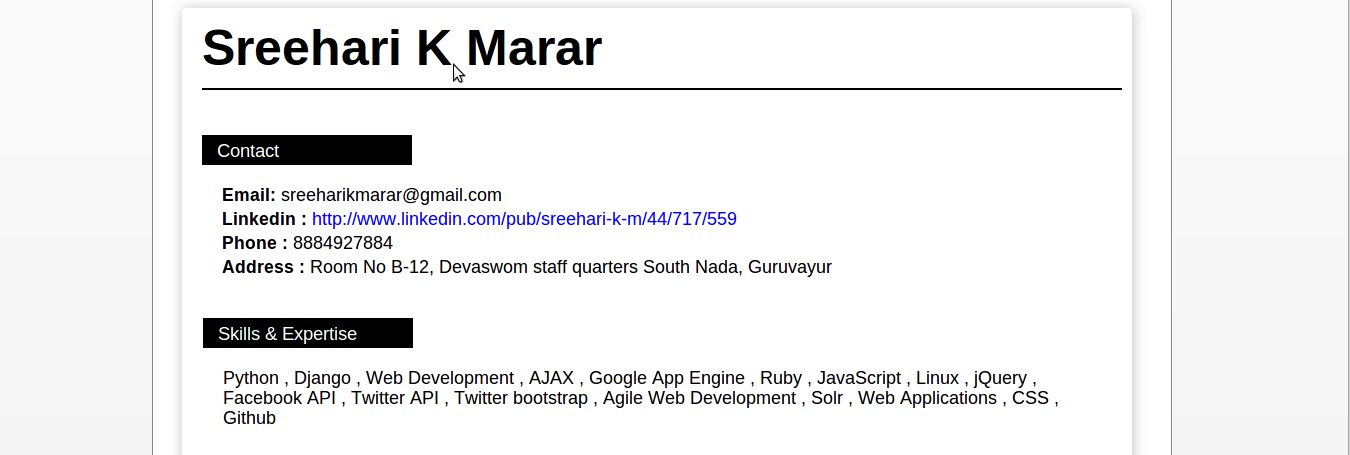 Sreehari K Marar
Contact
Email: sreeharikmarar@gmail.com
Linkedin : http://www.linkedin.com/pub/sreehari-k-m/44/717/559
Phone : 8884927884
Address : Room No B-12, Devaswom staff quarters South Nada, Guruvayur
Skills & Expertise
Python , Django , Web Development , AJAX , Google App Engine , Ruby , JavaScript , Linux , jQuery ,
Facebook API , Twitter API , Twitter bootstrap , Agile Web Development , Solr , Web Applications , CSS ,
Github